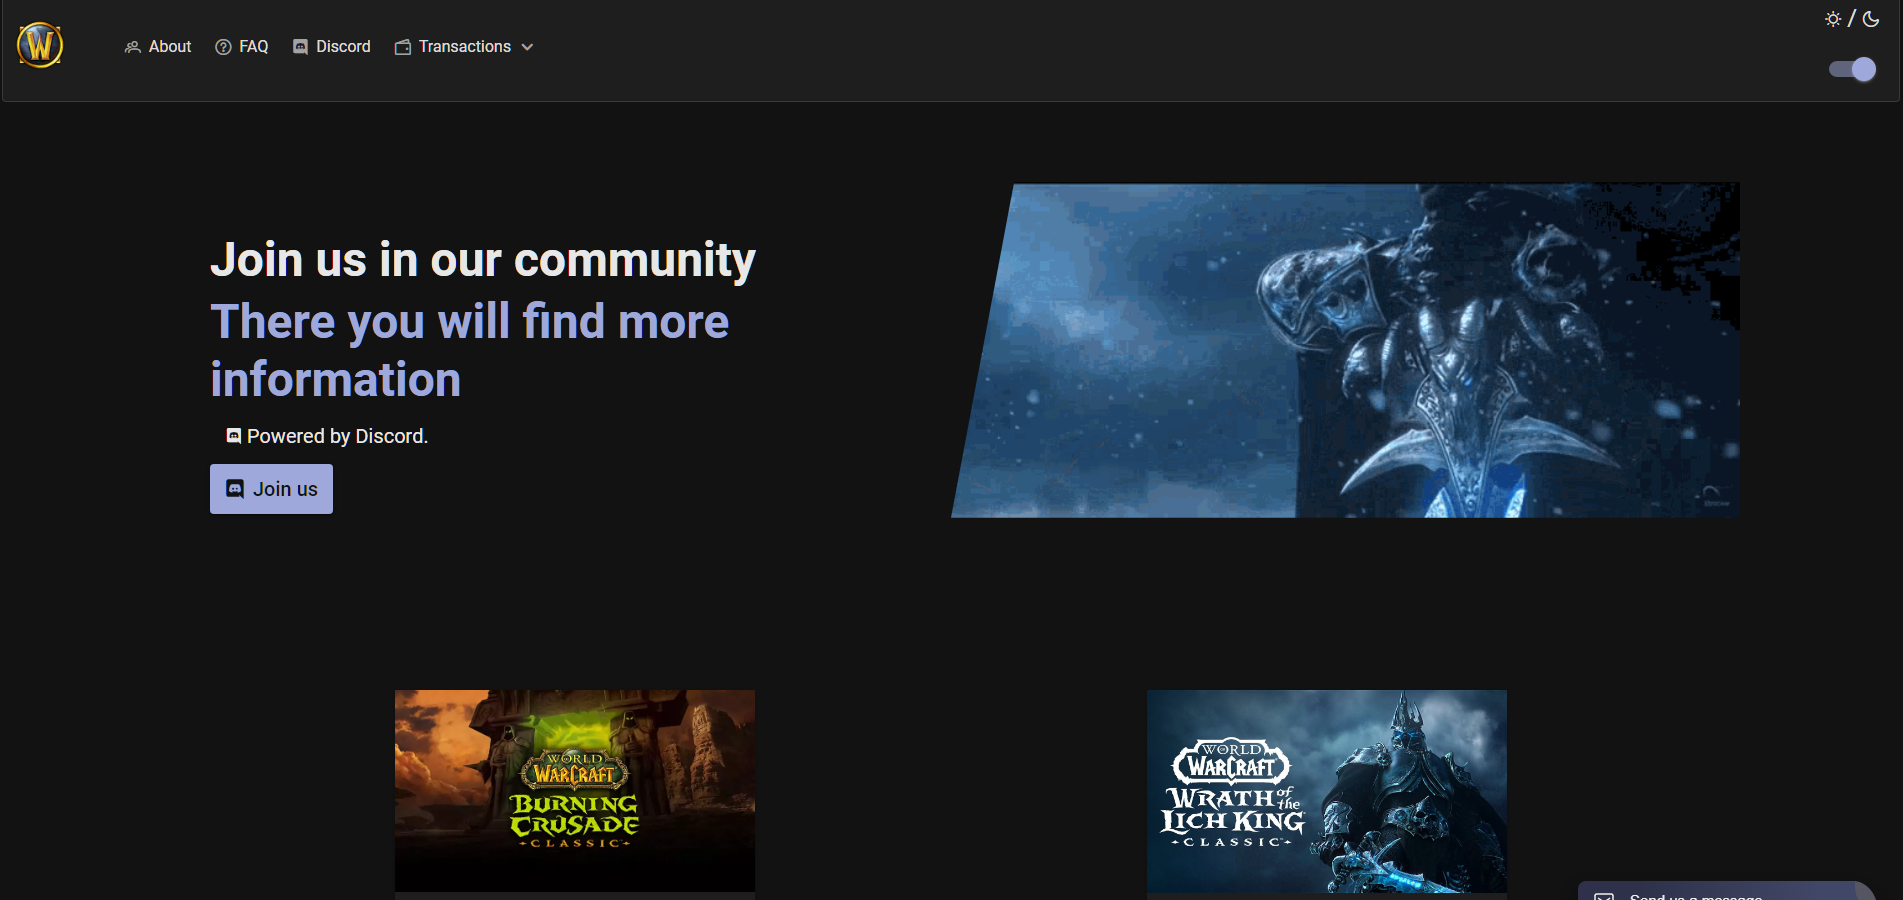 W
About
FAQ
Discord
Transactions
/
Join us in our community
There you will find more
information
Powered by Discord.
Join us
WORLD
WARCRAFT
BURNING
CRUSADE
CLASSIC
WORLD
WARCRAFT
WRATH of the
LICH KING
CLASSIC
Send us a message